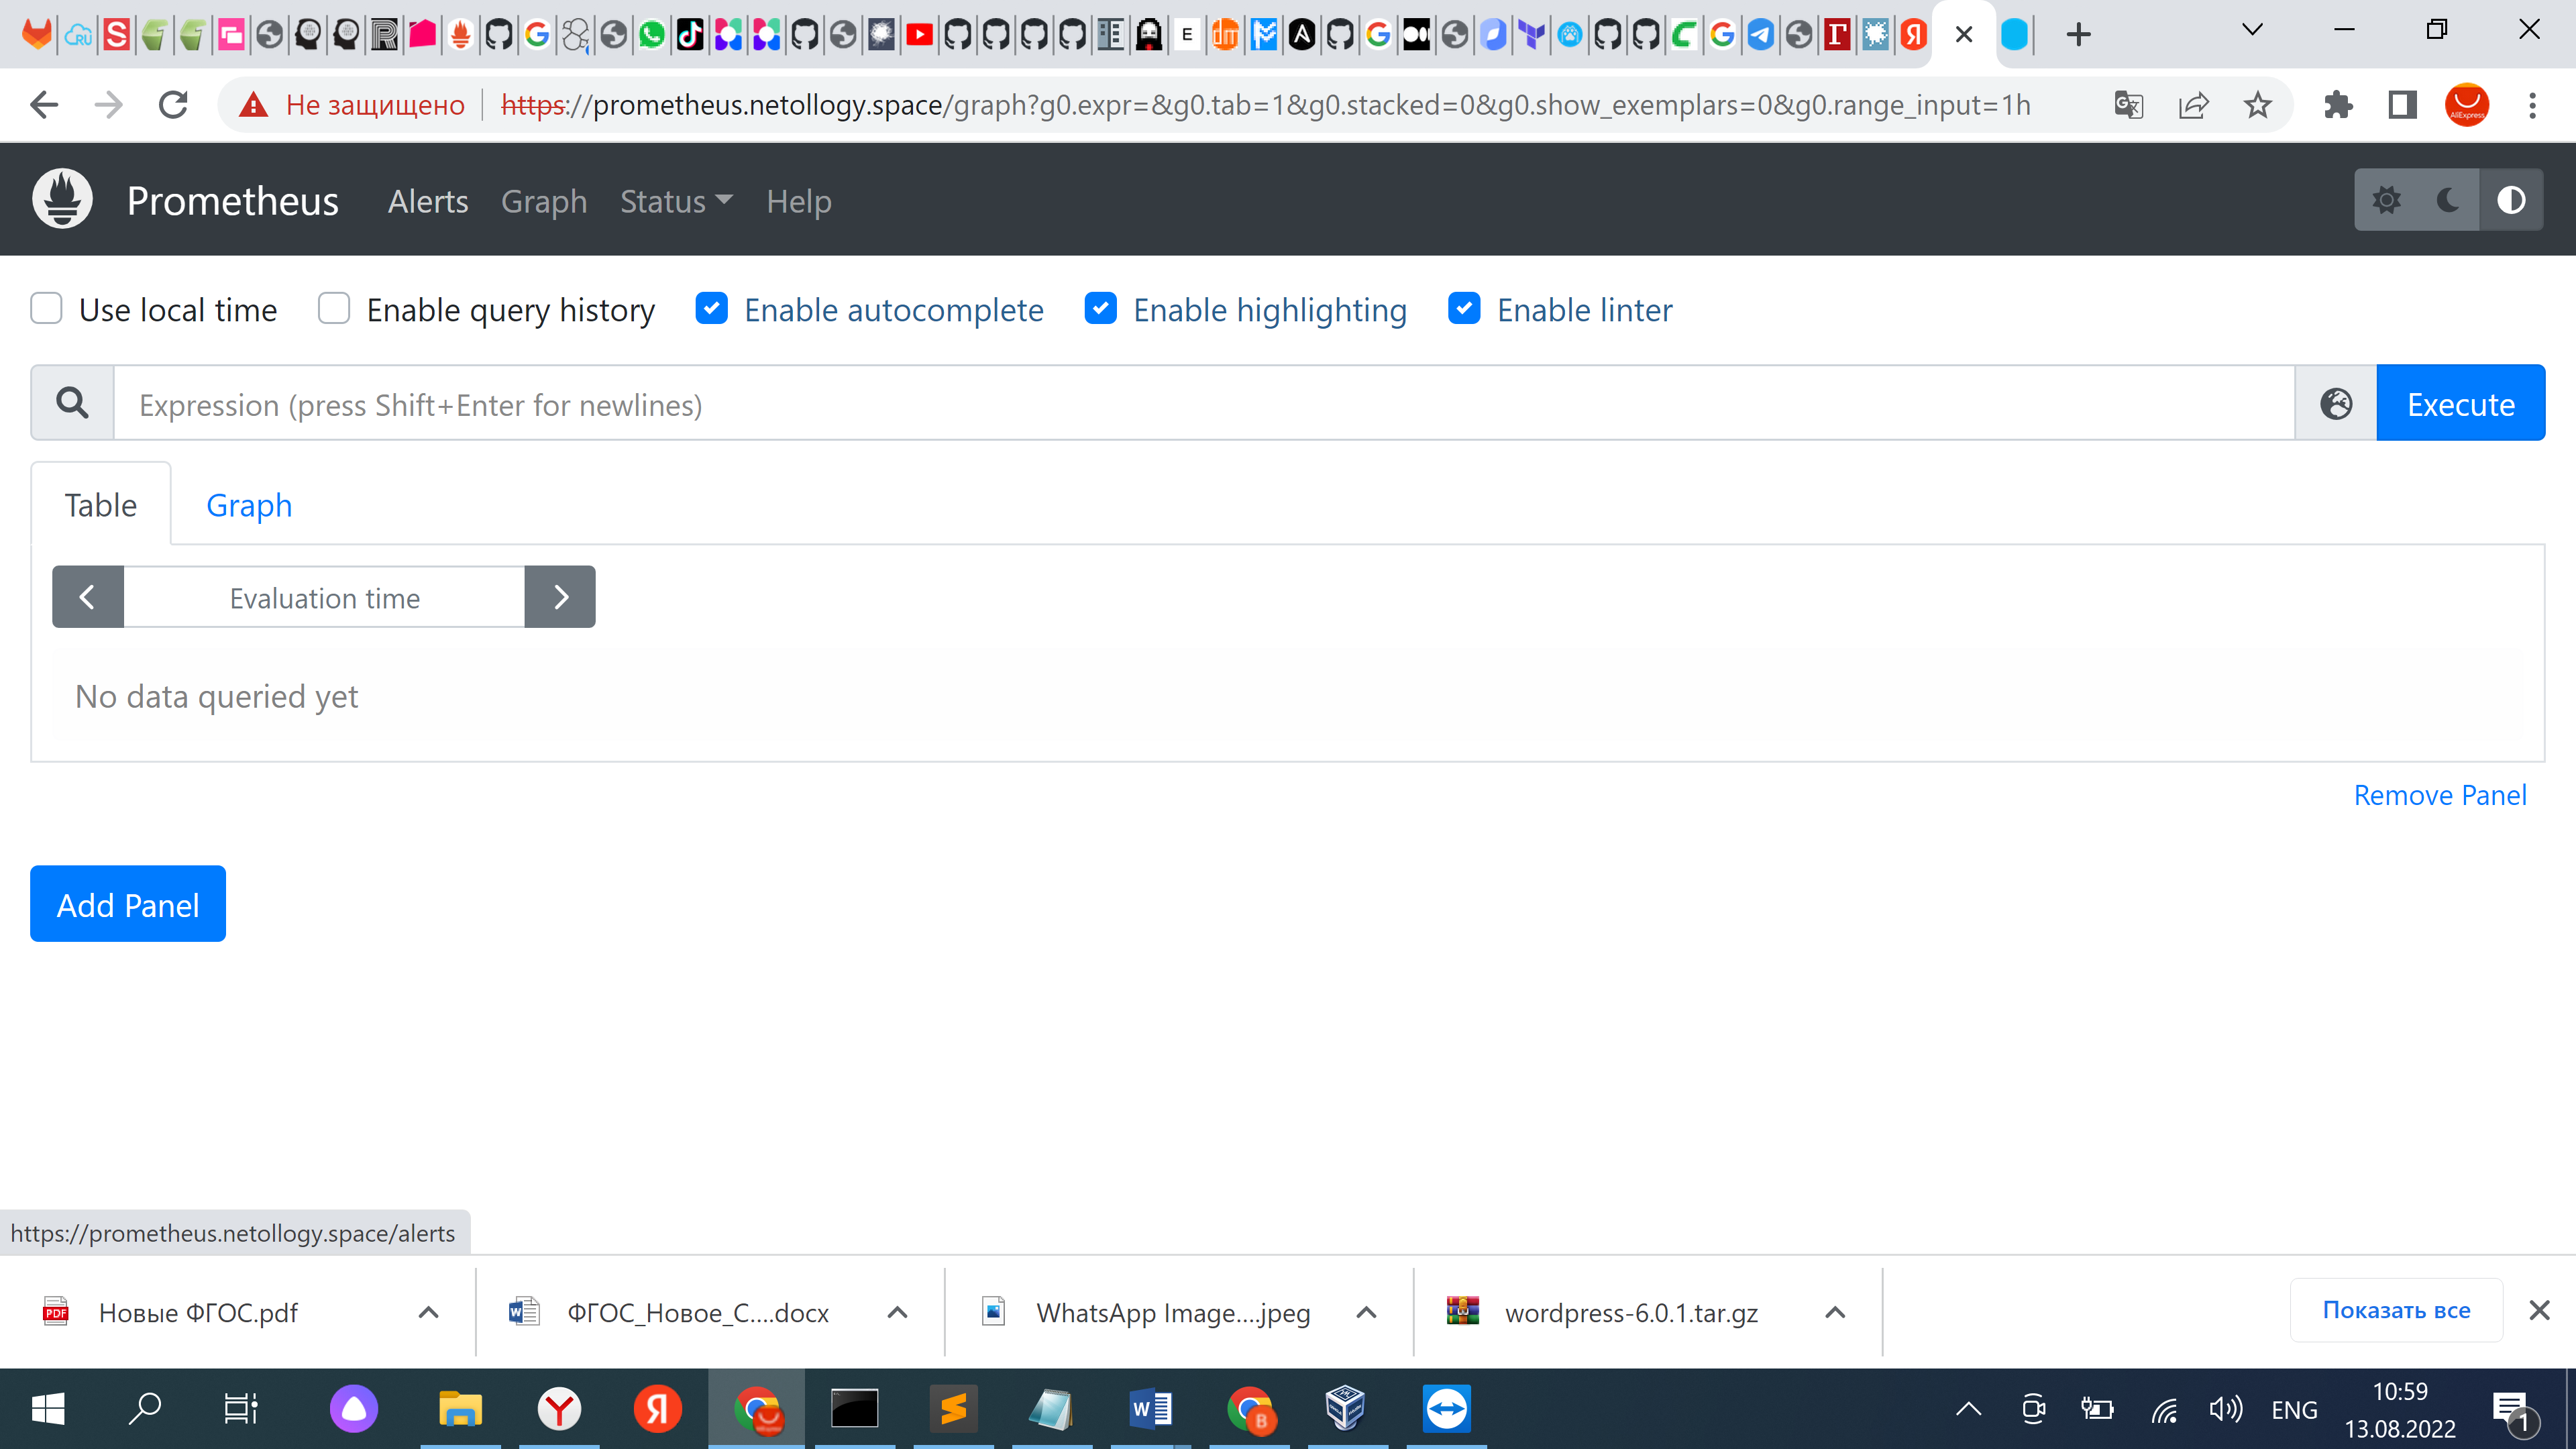 Не защищено
https://prometheus.netollogy.space/graph?g0.expr=&g0.tab=1&g0.stacked=0&g0.show_exemplars=0&g0.range_input=1h
Prometheus Alerts Graph Status Help
Use local time Enable query history Enable autocomplete Enable highlighting Enable linter
Expression (press Shift+Enter for newlines) Execute
Table Graph
Evaluation time
No data queried yet
Remove Panel
Add Panel
https://prometheus.netollogy.space/alerts
Новые ФГОС.pdf ФГОС_Новое_С....docx WhatsApp Image....jpeg wordpress-6.0.1.tar.gz Показать все
ENG
10:59
13.08.2022
1